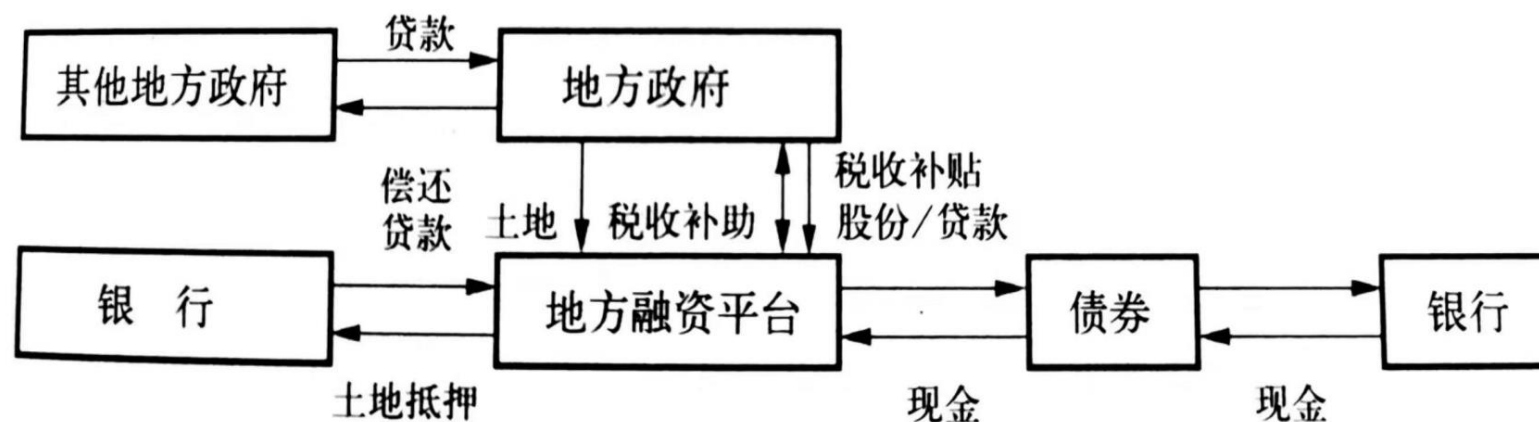 贷款
其他地方政府
地方政府
偿还
贷款
土地
税收补助
税收补贴
股份/贷款
银 行
地方融资平台
债券
银行
土地抵押
现金
现金